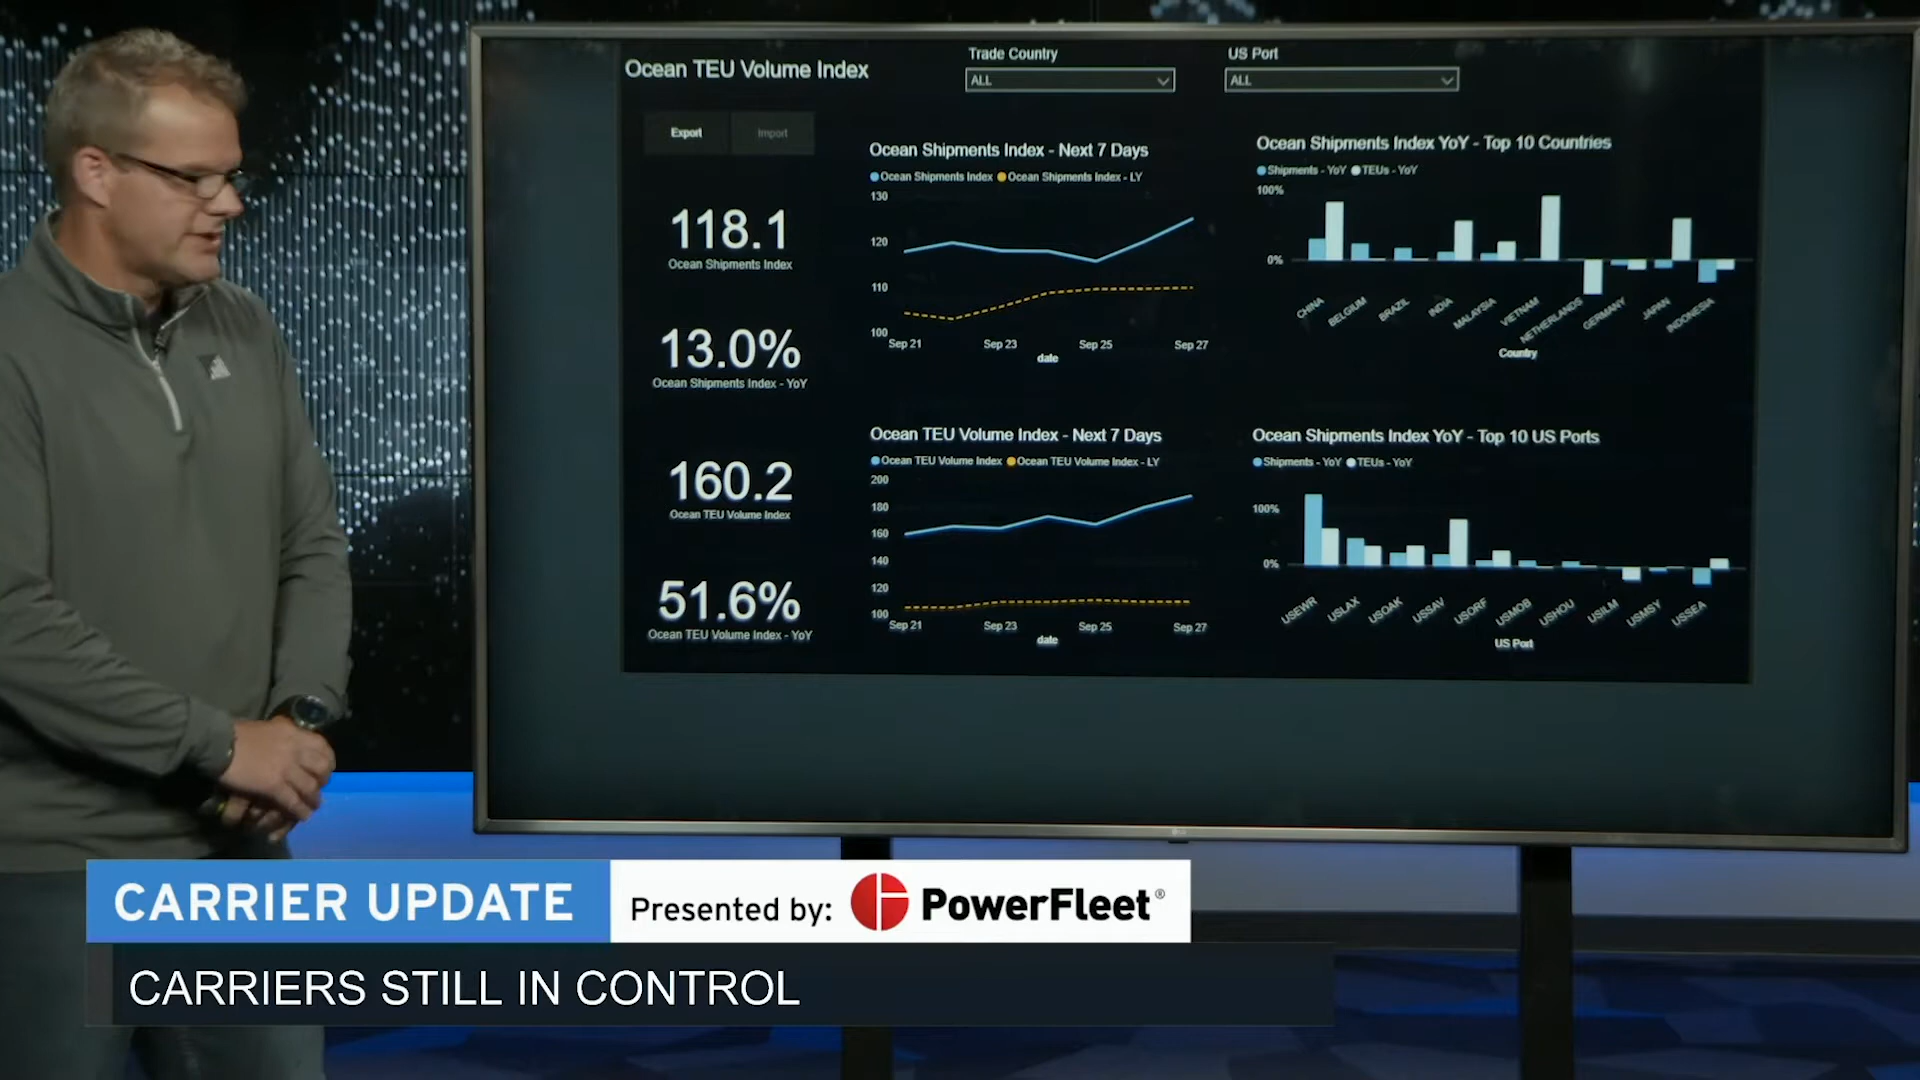 Ocean TEU Volume Index
Trade Country
ALL
US Port
ALL
Export
Import
118.1
Ocean Shipments Index
13.0%
Ocean Shipments Index - YoY
160.2
Ocean TEU Volume Index
51.6%
Ocean TEU Volume Index - YoY
Ocean Shipments Index - Next 7 Days
Ocean Shipments Index Ocean Shipments Index - LY
130
120
110
100
Sep 21 Sep 23 Sep 25 Sep 27
date
Ocean Shipments Index YoY - Top 10 Countries
Shipments - YoY TEUs - YoY
100%
0%
CHINA BELGIUM BRAZIL INDIA MALAYSIA VIETNAM NETHERLANDS GERMANY JAPAN INDONESIA
Country
Ocean TEU Volume Index - Next 7 Days
Ocean TEU Volume Index Ocean TEU Volume Index - LY
200
180
160
140
120
100
Sep 21 Sep 23 Sep 25 Sep 27
date
Ocean Shipments Index YoY - Top 10 US Ports
Shipments - YoY TEUs - YoY
100%
0%
USEWR USLAX USOAK USSAV USORF USMOB USHOU USILM USMSY USSEA
US Port
CARRIER UPDATE
Presented by: PowerFleet®
CARRIERS STILL IN CONTROL